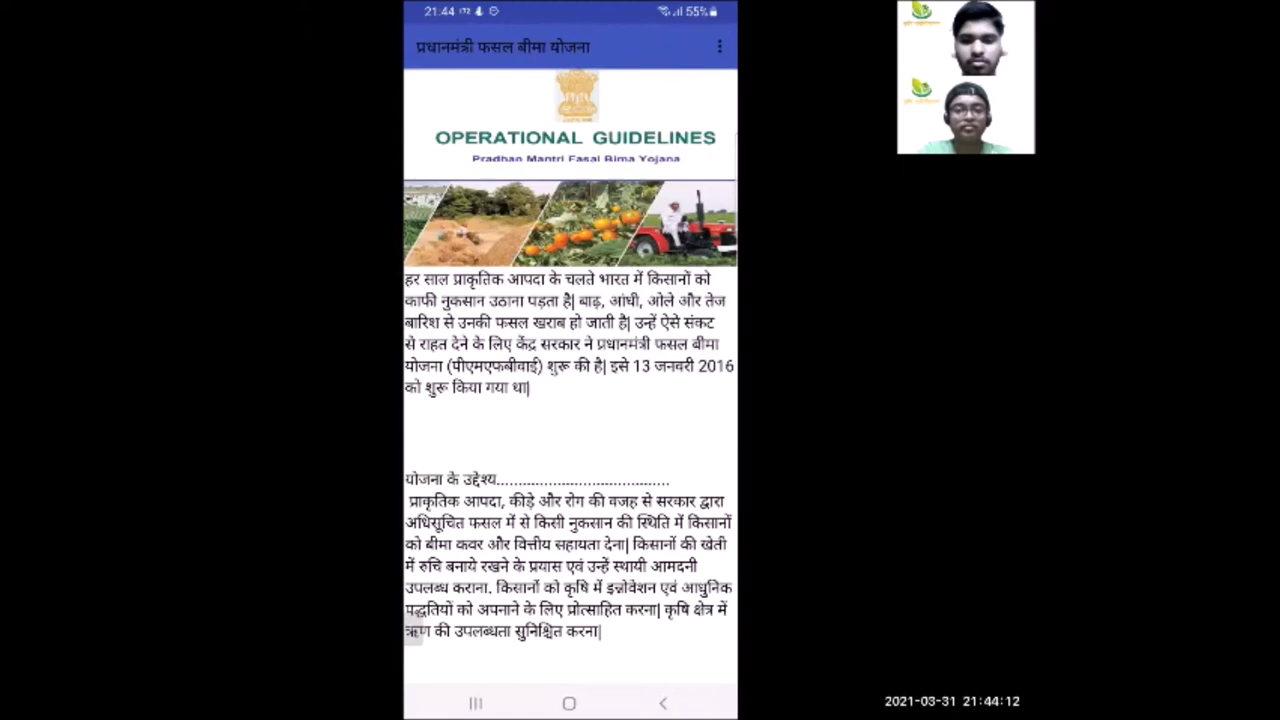 21:44 172 55%
प्रधानमंत्री फसल बीमा योजना
OPERATIONAL GUIDELINES
Pradhan Mantri Fasal Bima Yojana
हर साल प्राकृतिक आपदा के चलते भारत में किसानों को
काफी नुकसान उठाना पड़ता है| बाढ़, आंधी, ओले और तेज
बारिश से उनकी फसल खराब हो जाती है| उन्हें ऐसे संकट
से राहत देने के लिए केंद्र सरकार ने प्रधानमंत्री फसल बीमा
योजना (पीएमएफबीवाई) शुरू की है| इसे 13 जनवरी 2016
को शुरू किया गया था|
योजना के उद्देश्य.......................................
प्राकृतिक आपदा, कीड़े और रोग की वजह से सरकार द्वारा
अधिसूचित फसल में से किसी नुकसान की स्थिति में किसानों
को बीमा कवर और वित्तीय सहायता देना| किसानों की खेती
में रुचि बनाये रखने के प्रयास एवं उन्हें स्थायी आमदनी
उपलब्ध कराना. किसानों को कृषि में इन्नोवेशन एवं आधुनिक
पद्धतियों को अपनाने के लिए प्रोत्साहित करना| कृषि क्षेत्र में
ऋण की उपलब्धता सुनिश्चित करना|
2021-03-31 21:44:12